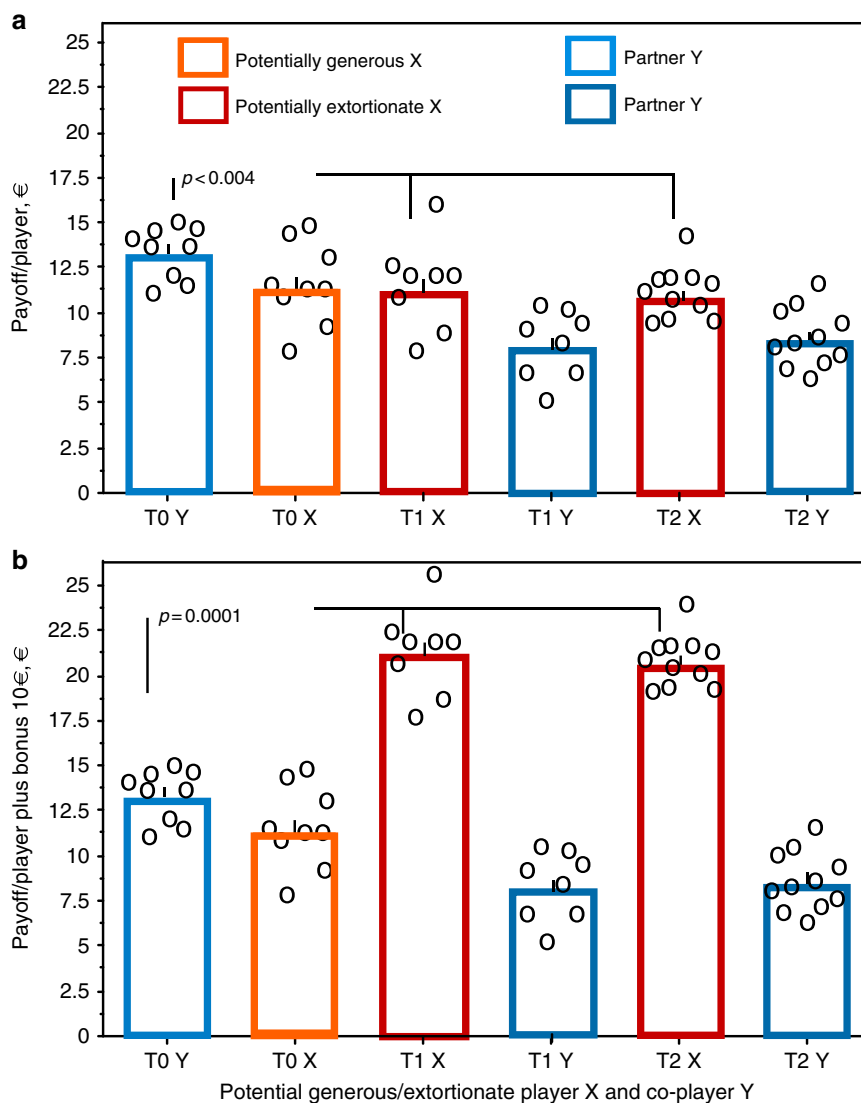 a
Potentially generous X
Partner Y
Potentially extortionate X
Partner Y
p<0.004
Payoff/player, €
25
22.5
20
17.5
15
12.5
10
7.5
5
2.5
0
T0 Y
T0 X
T1 X
T1 Y
T2 X
T2 Y
b
p=0.0001
Payoff/player plus bonus 10€, €
25
22.5
20
17.5
15
12.5
10
7.5
5
2.5
0
T0 Y
T0 X
T1 X
T1 Y
T2 X
T2 Y
Potential generous/extortionate player X and co-player Y